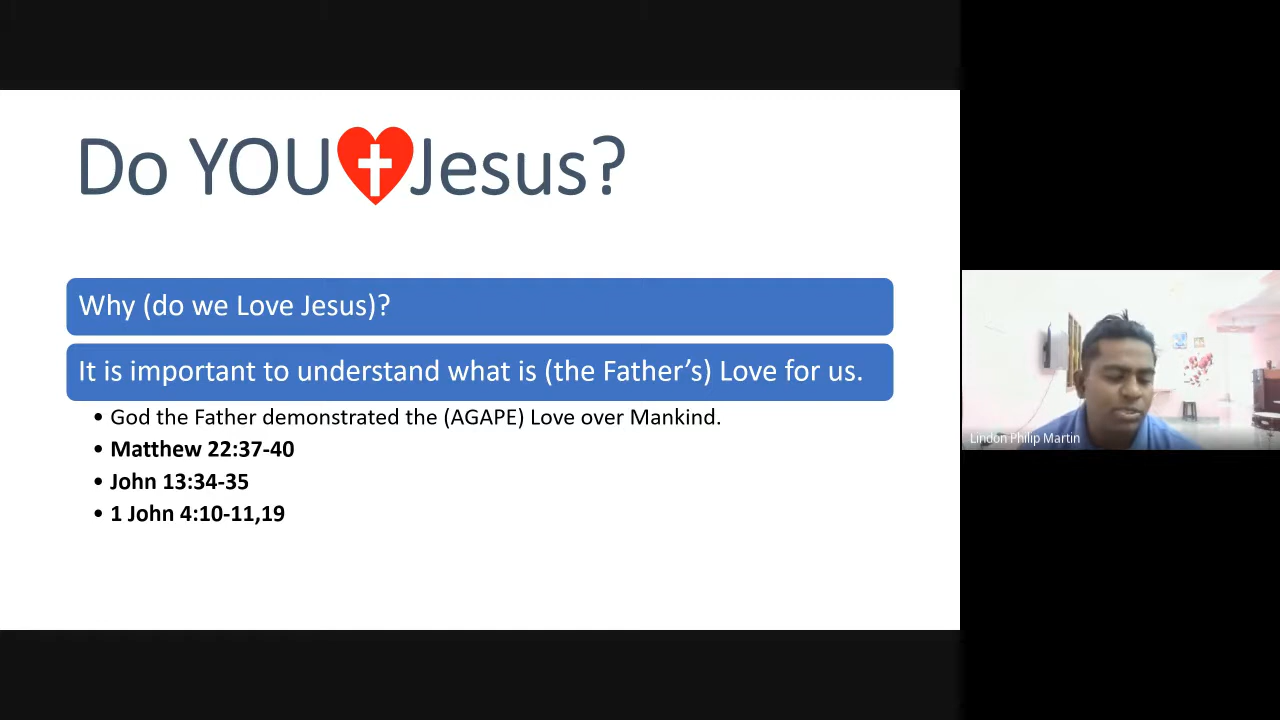 Do YOU Jesus?
Why (do we Love Jesus)?
It is important to understand what is (the Father’s) Love for us.
• God the Father demonstrated the (AGAPE) Love over Mankind.
• Matthew 22:37-40
• John 13:34-35
• 1 John 4:10-11,19
Lindon Philip Martin